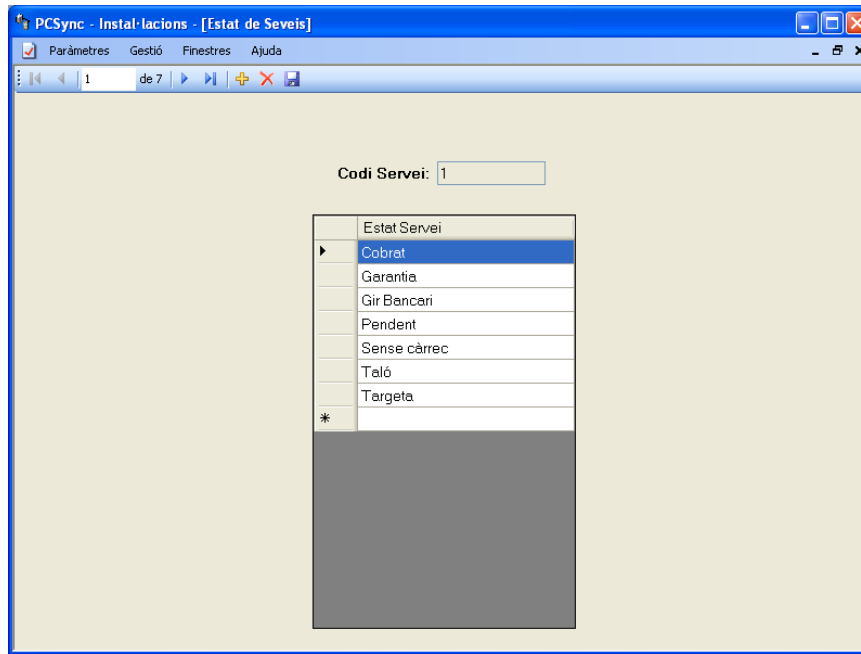 PCSync - Instal·lacions - [Estat de Seveis]
Paràmetres Gestió Finestres Ajuda
1 de 7
Codi Servei: 1
Estat Servei
Cobrat
Garantia
Gir Bancari
Pendent
Sense càrrec
Taló
Targeta